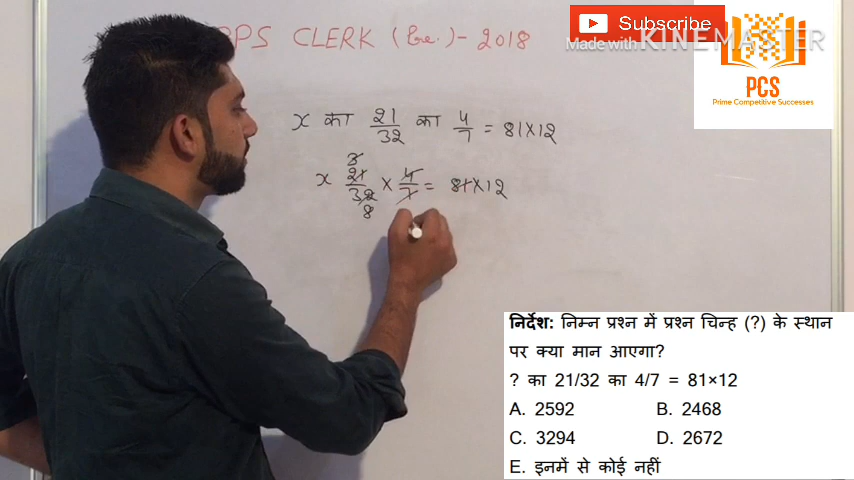 Subscribe
Made with KINEMASTER
PCS
Prime Competitive Successes
PS CLERK (Pre.) - 2018
x का 21/32 का 4/7 = 81×12
3
x 21/32 × 4/7 = 81×12
8
निर्देश: निम्न प्रश्न में प्रश्न चिन्ह (?) के स्थान
पर क्या मान आएगा?
? का 21/32 का 4/7 = 81×12
A. 2592 B. 2468
C. 3294 D. 2672
E. इनमें से कोई नहीं